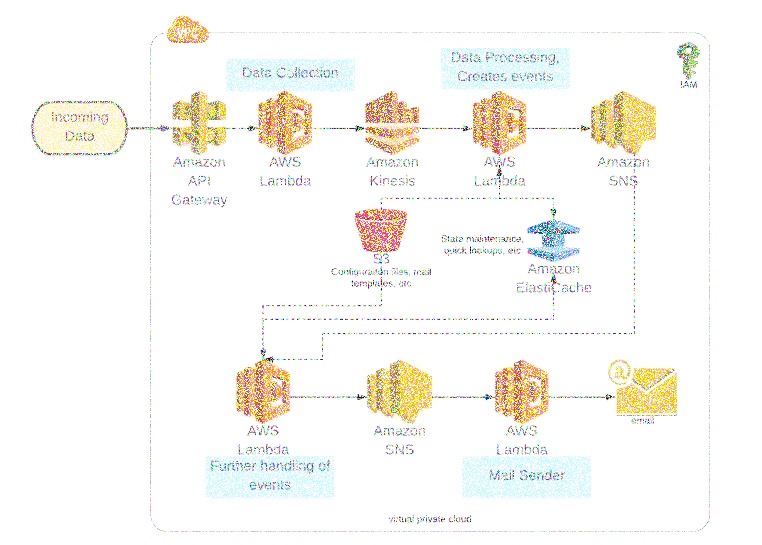 VPC
Data Collection
Data Processing,
Creates events
IAM
Incoming
Data
Amazon
API
Gateway
AWS
Lambda
Amazon
Kinesis
AWS
Lambda
Amazon
SNS
S3
Configuration files, mail
templates, etc
State maintenance,
quick lookups, etc
Amazon
ElastiCache
@
AWS
Lambda
Further handling of
events
Amazon
SNS
AWS
Lambda
Mail Sender
email
virtual private cloud